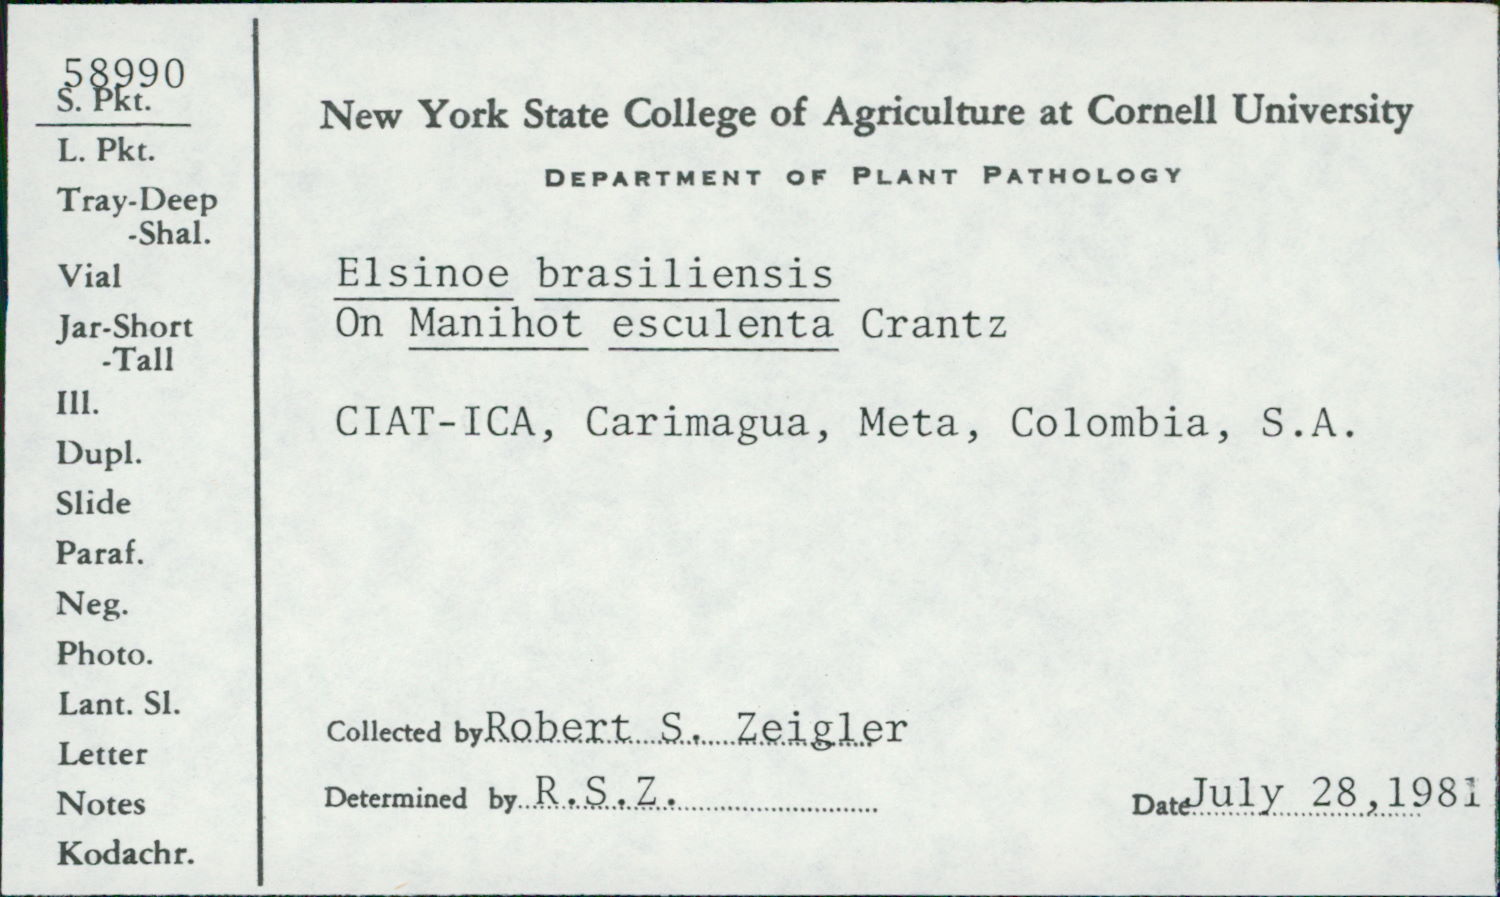 58990
S. Pkt.
L. Pkt.
Tray-Deep
-Shal.
Vial
Jar-Short
-Tall
Ill.
Dupl.
Slide
Paraf.
Neg.
Photo.
Lant. Sl.
Letter
Notes
Kodachr.
New York State College of Agriculture at Cornell University
DEPARTMENT OF PLANT PATHOLOGY
Elsinoe brasiliensis
On Manihot esculenta Crantz
CIAT-ICA, Carimagua, Meta, Colombia, S.A.
Collected by Robert S. Zeigler
Determined by R.S.Z.
Date July 28,1981